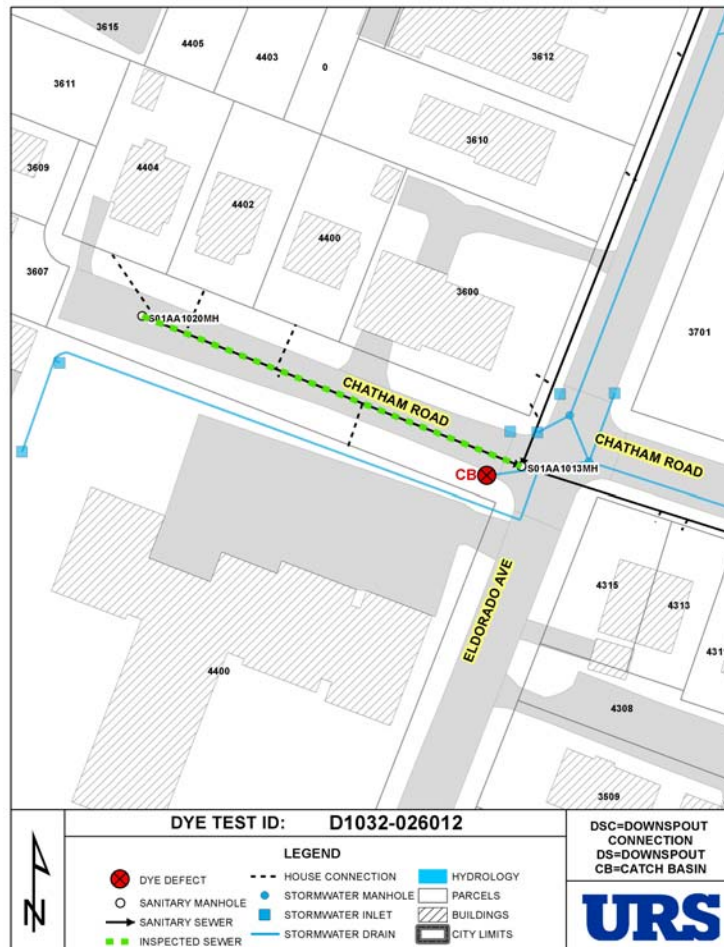 3615
4405
4403
0
3612
3611
3610
3609
4404
4402
4400
3607
3600
3701
S01AA1020MH
CHATHAM ROAD
CHATHAM ROAD
CB
S01AA1013MH
ELDORADO AVE
4315
4313
4400
4308
3509
DYE TEST ID: D1032-026012
LEGEND
DYE DEFECT
SANITARY MANHOLE
SANITARY SEWER
INSPECTED SEWER
HOUSE CONNECTION
STORMWATER MANHOLE
STORMWATER INLET
STORMWATER DRAIN
HYDROLOGY
PARCELS
BUILDINGS
CITY LIMITS
DSC=DOWNSPOUT
CONNECTION
DS=DOWNSPOUT
CB=CATCH BASIN
N
URS